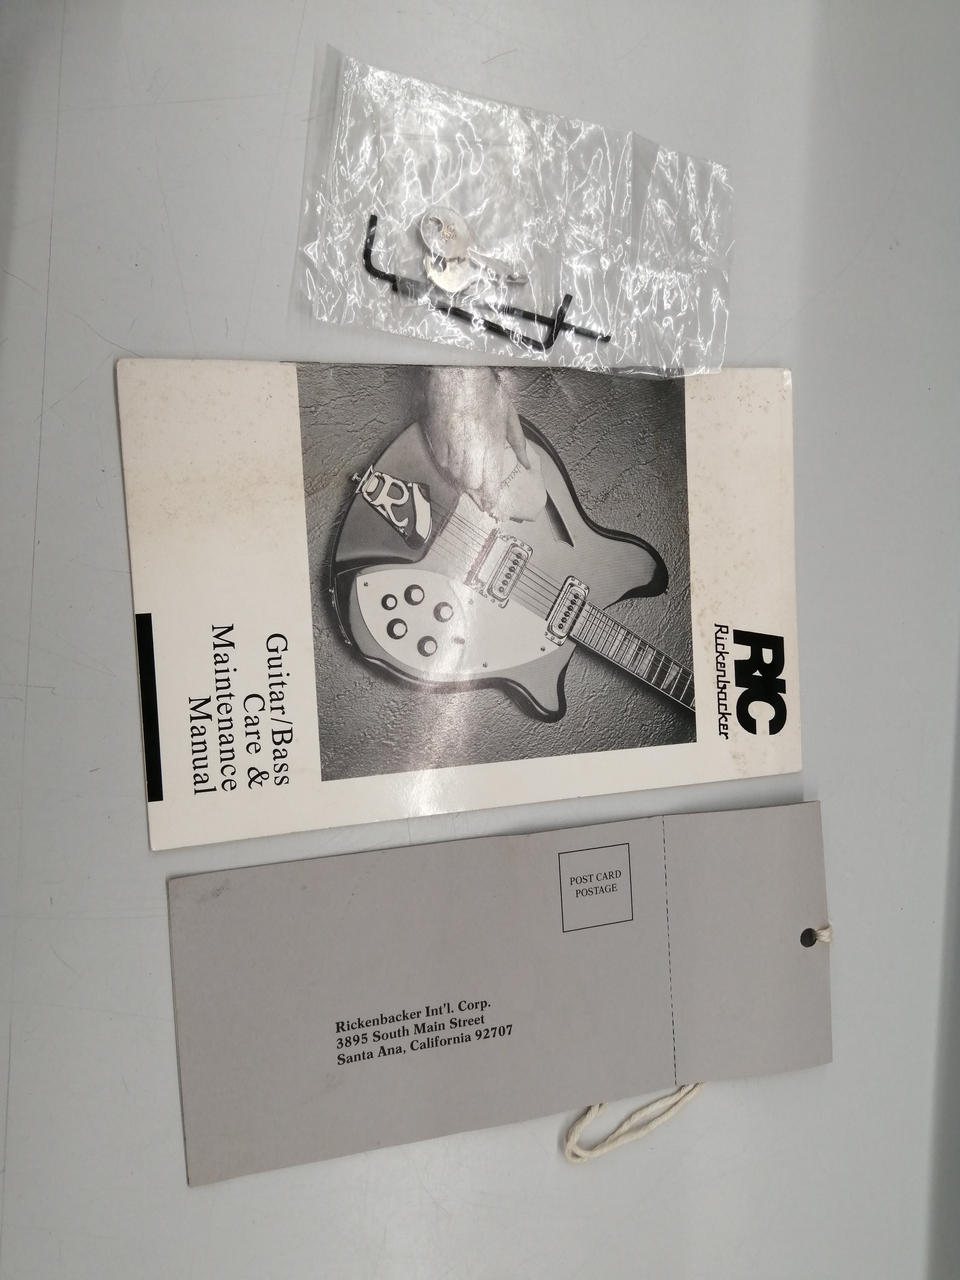 RIC
Rickenbacker
Guitar/Bass
Care &
Maintenance
Manual
POST CARD
POSTAGE
Rickenbacker Int'l. Corp.
3895 South Main Street
Santa Ana, California 92707